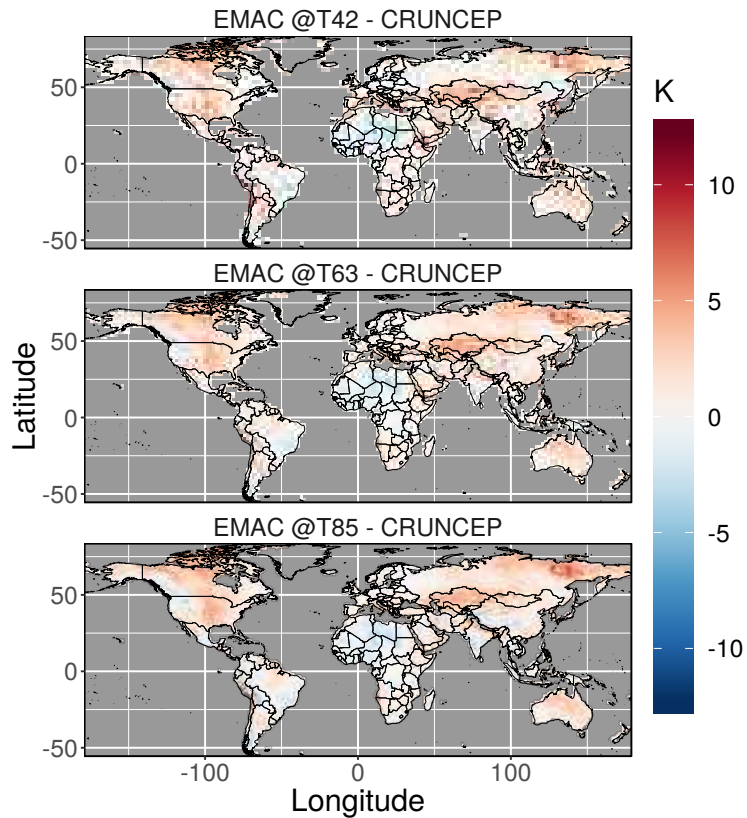 EMAC @T42 - CRUNCEP
50
0
-50
EMAC @T63 - CRUNCEP
50
0
-50
EMAC @T85 - CRUNCEP
50
0
-50
-100 0 100
Longitude
Latitude
K
10
5
0
-5
-10